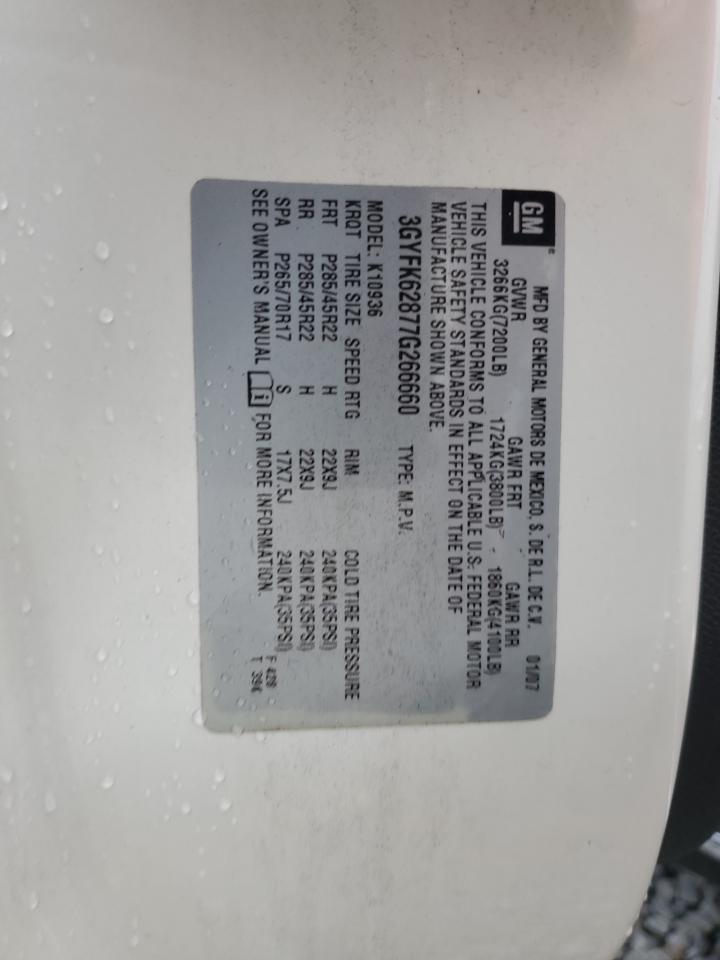 GM
MFD BY GENERAL MOTORS DE MEXICO, S. DE R.L. DE C.V. 01/07
GVWR GAWR FRT GAWR RR
3266KG(7200LB) 1724KG(3800LB) 1860KG(4100LB)
THIS VEHICLE CONFORMS TO ALL APPLICABLE U.S. FEDERAL MOTOR
VEHICLE SAFETY STANDARDS IN EFFECT ON THE DATE OF
MANUFACTURE SHOWN ABOVE.
3GYFK62877G266660 TYPE: M.P.V.
MODEL: K10936
KRQT TIRE SIZE SPEED RTG RIM COLD TIRE PRESSURE
FRT P285/45R22 H 22X9J 240KPA(35PSI)
RR P285/45R22 H 22X9J 240KPA(35PSI)
SPA P265/70R17 S 17X7.5J 240KPA(35PSI)
SEE OWNER'S MANUAL FOR MORE INFORMATION.
F
T